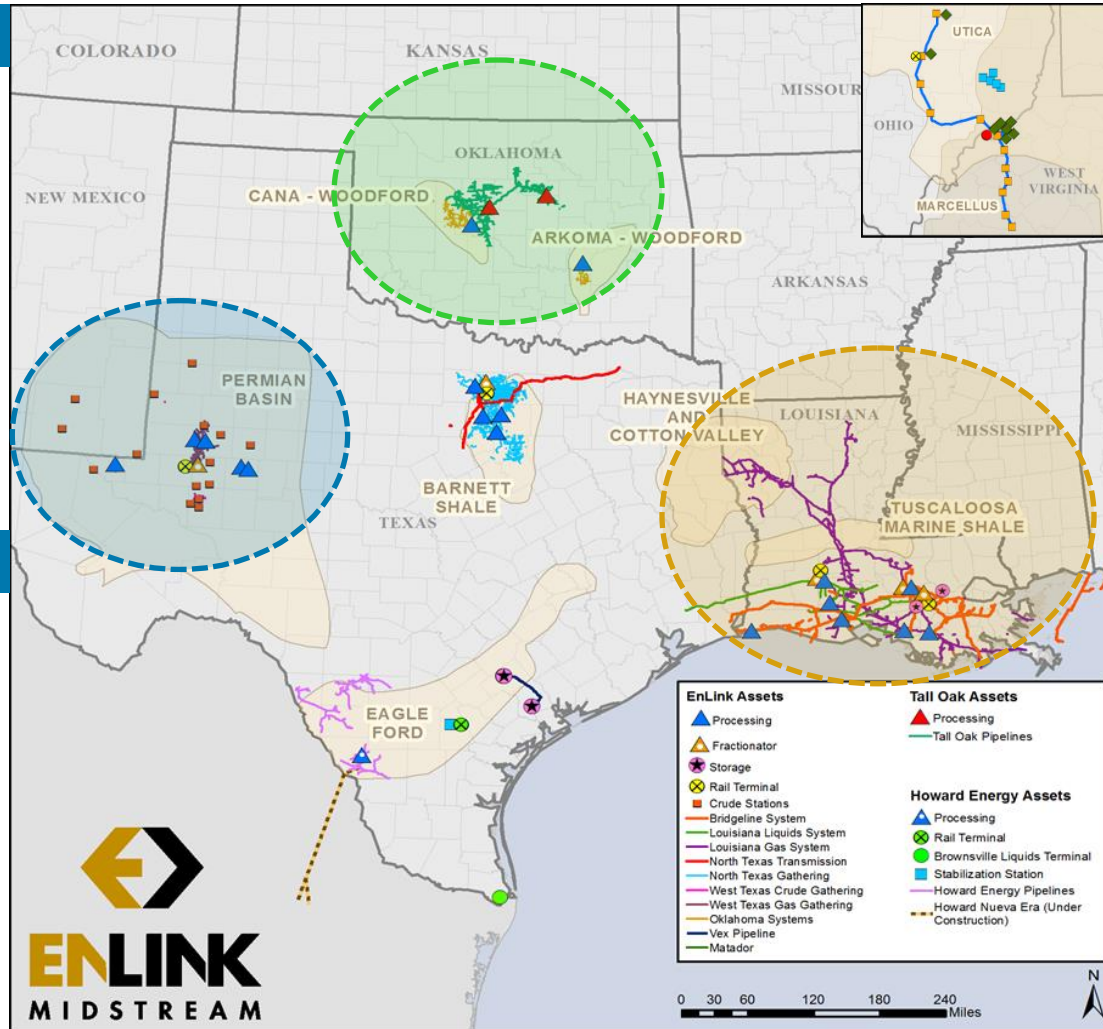 COLORADO
KANSAS
MISSOUR
UTICA
OHIO
WEST
VIRGINIA
MARCELLUS
OKLAHOMA
NEW MEXICO
CANA - WOODFORD
ARKOMA - WOODFORD
ARKANSAS
PERMIAN
BASIN
HAYNESVILLE
AND
COTTON VALLEY
LOUISIANA
MISSISSIPPI
BARNETT
SHALE
TEXAS
TUSCALOOSA
MARINE SHALE
EAGLE
FORD
EnLink Assets
Processing
Fractionator
Storage
Rail Terminal
Crude Stations
Bridgeline System
Louisiana Liquids System
Louisiana Gas System
North Texas Transmission
North Texas Gathering
West Texas Crude Gathering
West Texas Gas Gathering
Oklahoma Systems
Vex Pipeline
Matador
Tall Oak Assets
Processing
Tall Oak Pipelines
Howard Energy Assets
Processing
Rail Terminal
Brownsville Liquids Terminal
Stabilization Station
Howard Energy Pipelines
Howard Nueva Era (Under
Construction)
ENLINK
MIDSTREAM
N
0 30 60 120 180 240
Miles